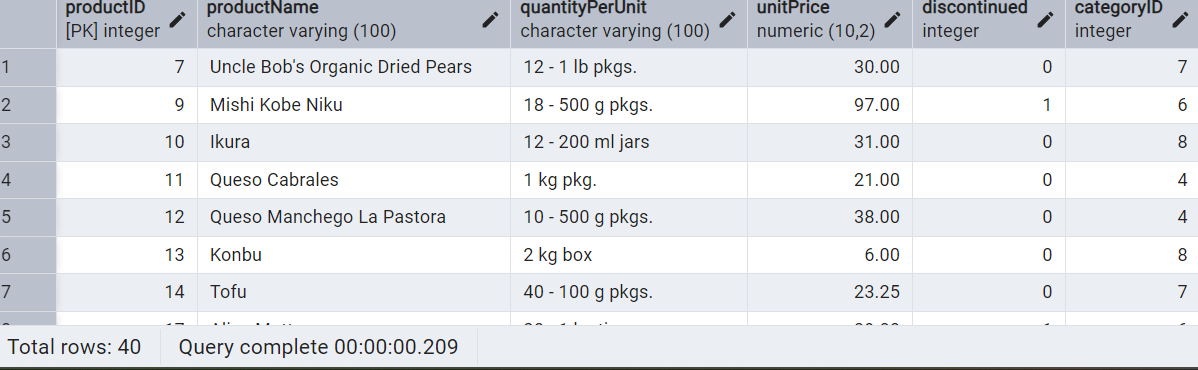 productID productName quantityPerUnit unitPrice discontinued categoryID
[PK] integer character varying (100) character varying (100) numeric (10,2) integer integer
1 7 Uncle Bob's Organic Dried Pears 12 - 1 lb pkgs. 30.00 0 7
2 9 Mishi Kobe Niku 18 - 500 g pkgs. 97.00 1 6
3 10 Ikura 12 - 200 ml jars 31.00 0 8
4 11 Queso Cabrales 1 kg pkg. 21.00 0 4
5 12 Queso Manchego La Pastora 10 - 500 g pkgs. 38.00 0 4
6 13 Konbu 2 kg box 6.00 0 8
7 14 Tofu 40 - 100 g pkgs. 23.25 0 7
Total rows: 40 Query complete 00:00:00.209